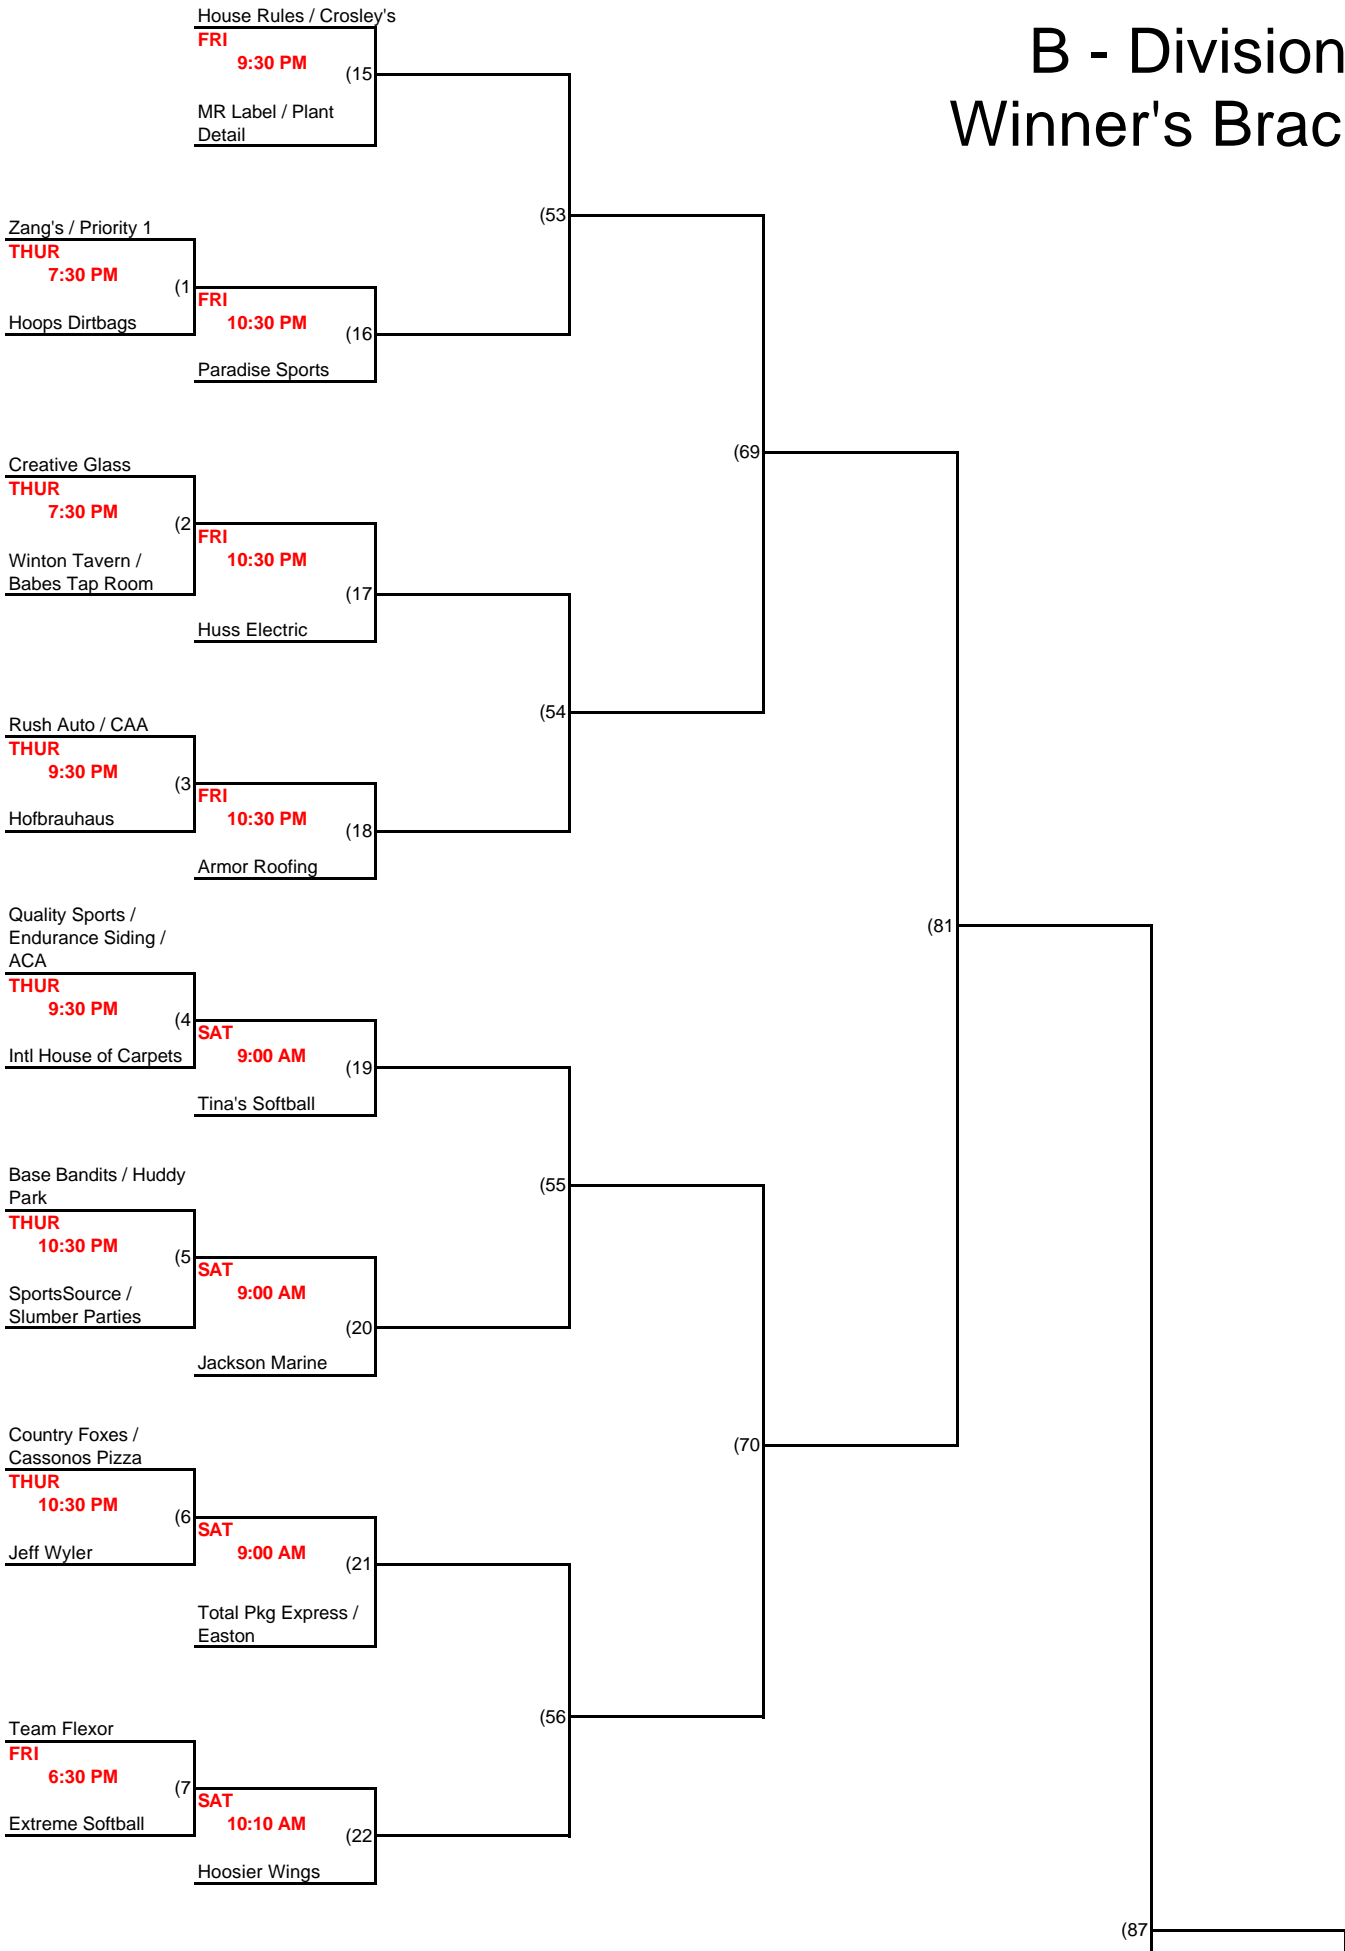 House Rules / Crosley's
FRI
9:30 PM
(15
MR Label / Plant
Detail
B - Division
Winner's Brac
Zang's / Priority 1
THUR
7:30 PM
(1
Hoops Dirtbags
FRI
10:30 PM
(16
Paradise Sports
(53
Creative Glass
THUR
7:30 PM
(2
Winton Tavern /
Babes Tap Room
FRI
10:30 PM
(17
Huss Electric
(69
Rush Auto / CAA
THUR
9:30 PM
(3
Hofbrauhaus
FRI
10:30 PM
(18
Armor Roofing
(54
Quality Sports /
Endurance Siding /
ACA
THUR
9:30 PM
(4
Intl House of Carpets
SAT
9:00 AM
(19
Tina's Softball
(81
Base Bandits / Huddy
Park
THUR
10:30 PM
(5
SportsSource /
Slumber Parties
SAT
9:00 AM
(20
Jackson Marine
(55
Country Foxes /
Cassonos Pizza
THUR
10:30 PM
(6
Jeff Wyler
SAT
9:00 AM
(21
Total Pkg Express /
Easton
(70
Team Flexor
FRI
6:30 PM
(7
Extreme Softball
SAT
10:10 AM
(22
Hoosier Wings
(56
(87